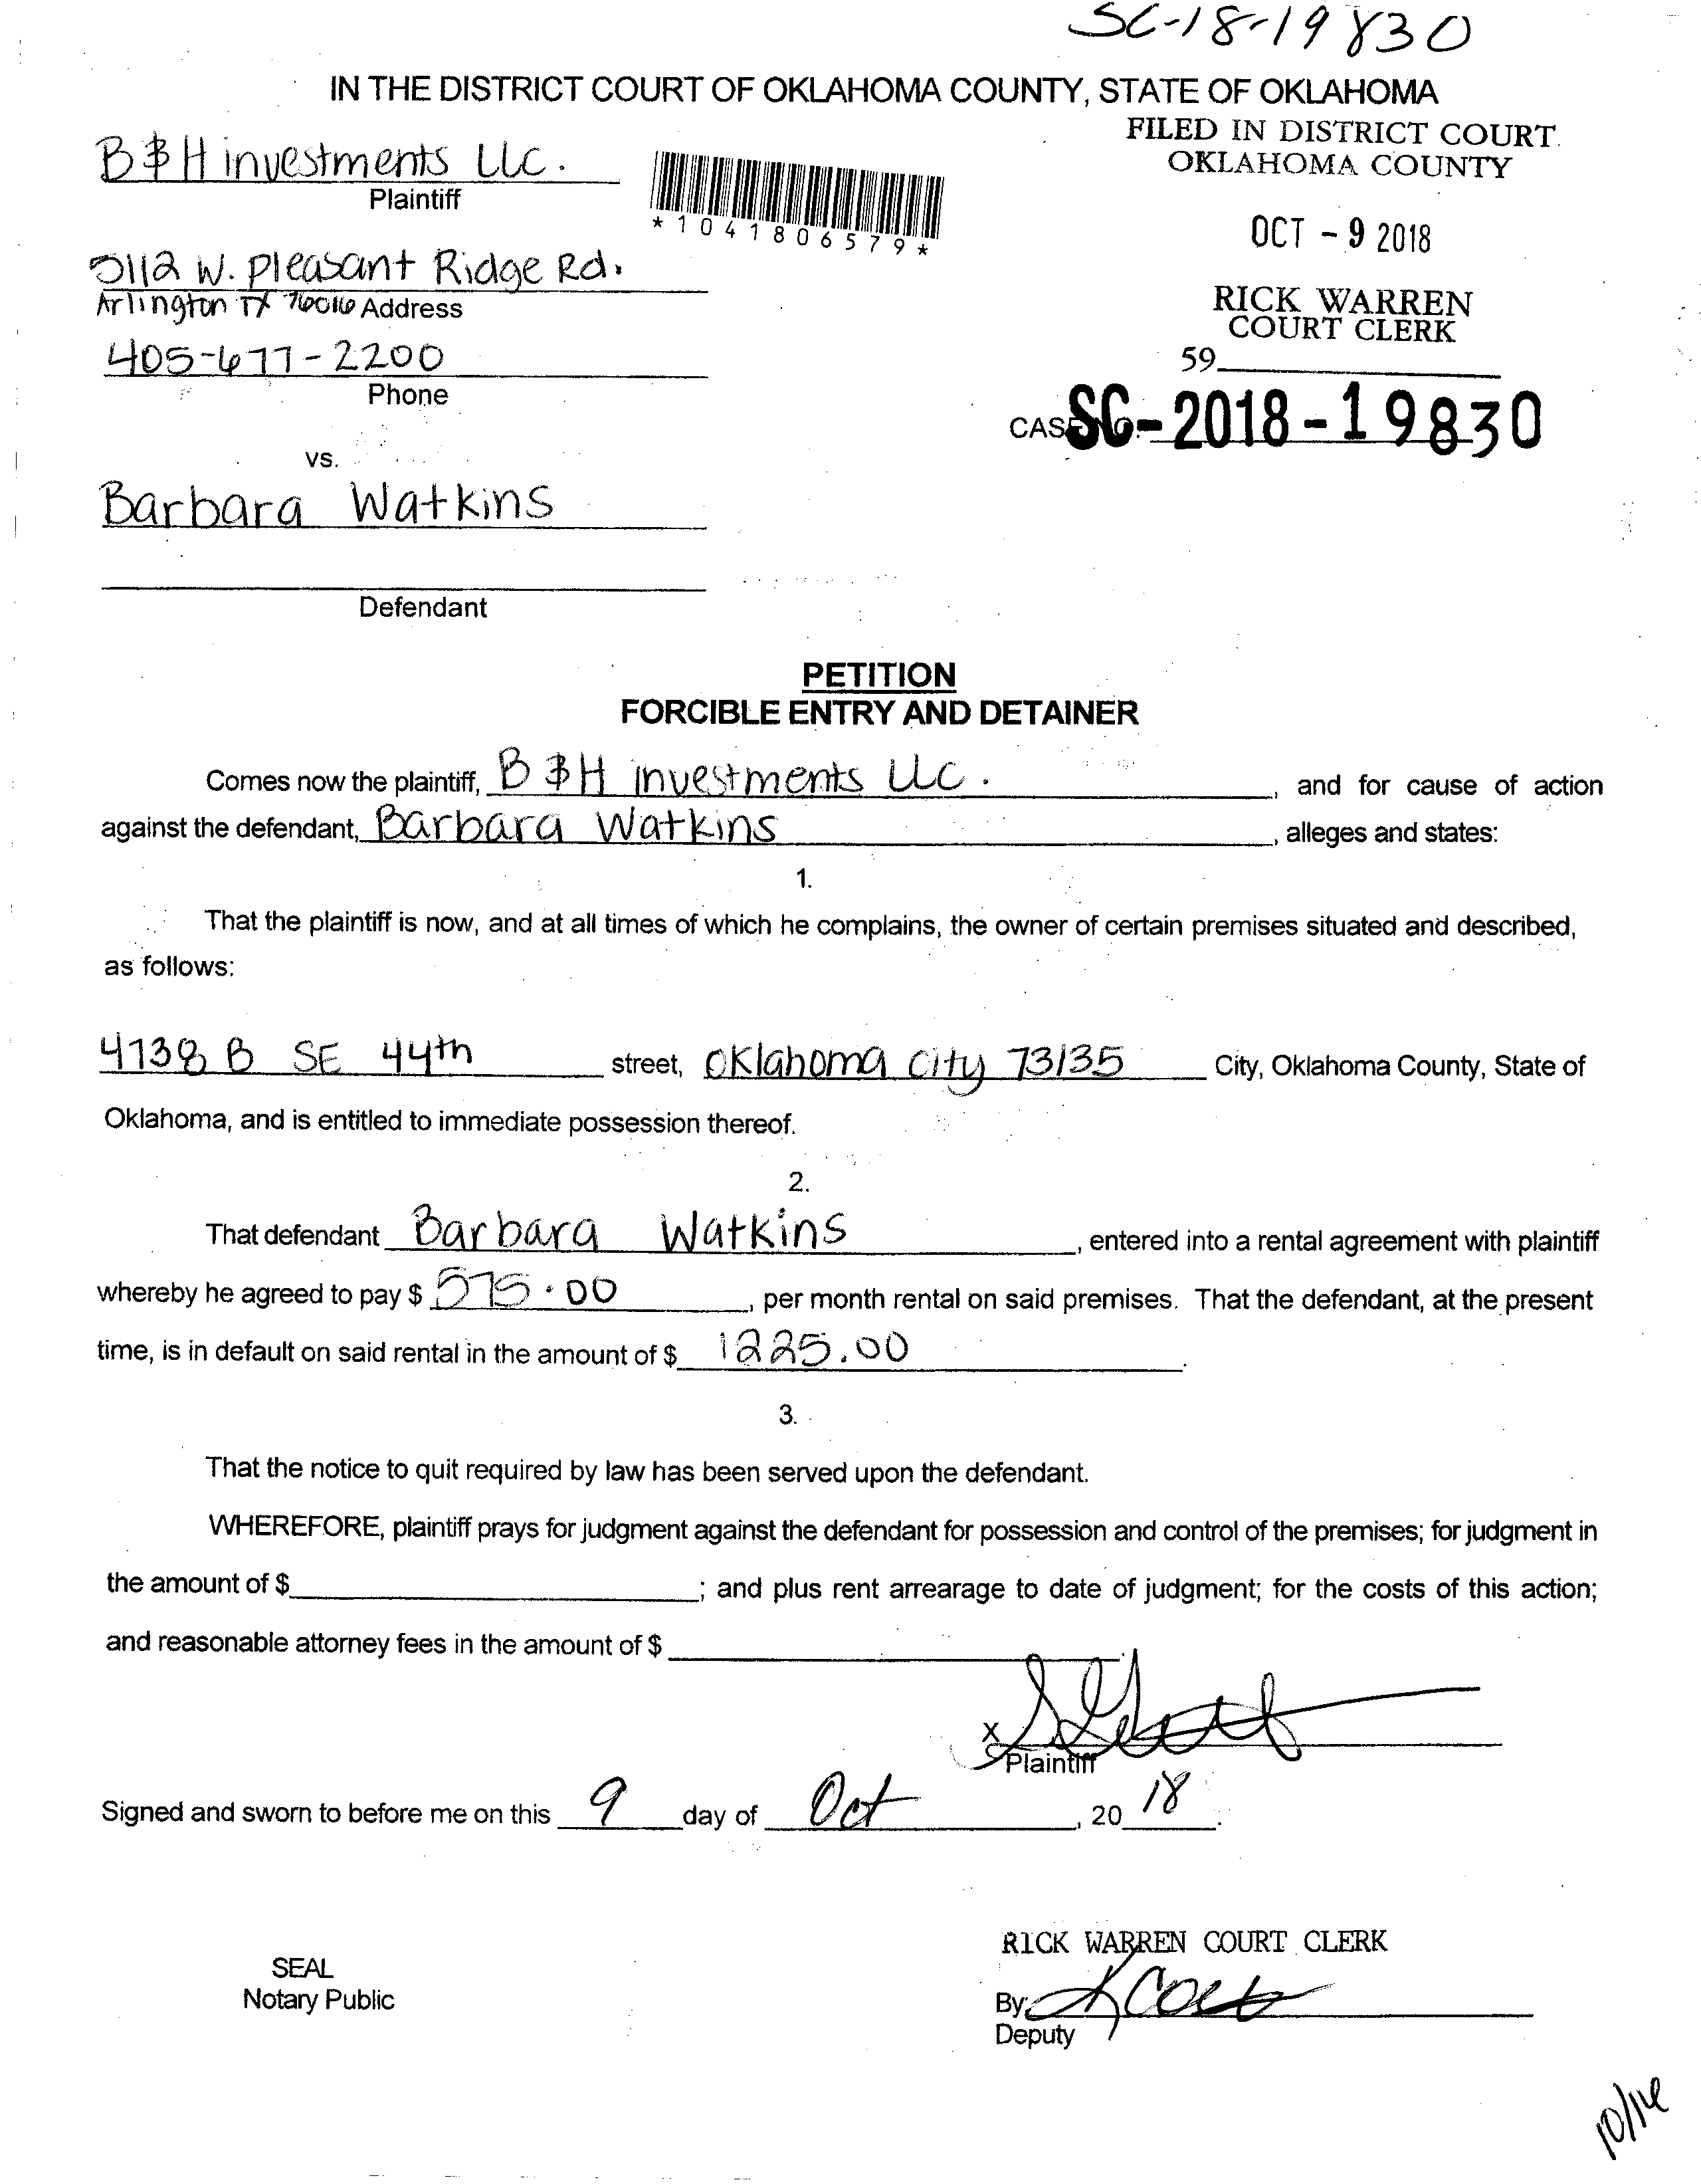 SC-18-19830
IN THE DISTRICT COURT OF OKLAHOMA COUNTY, STATE OF OKLAHOMA
FILED IN DISTRICT COURT
OKLAHOMA COUNTY
B & H investments LLC.
Plaintiff
*1041806579*
OCT - 9 2018
5112 W. Pleasant Ridge Rd.
Arlington TX 76016 Address
RICK WARREN
COURT CLERK
405-677-2200
59
Phone
CASE NO. SC-2018-19830
vs.
Barbara Watkins
Defendant
PETITION
FORCIBLE ENTRY AND DETAINER
Comes now the plaintiff, B & H investments LLC. , and for cause of action
against the defendant, Barbara Watkins , alleges and states:
1.
That the plaintiff is now, and at all times of which he complains, the owner of certain premises situated and described,
as follows:
4738 B SE 44th street, Oklahoma City 73135 City, Oklahoma County, State of
Oklahoma, and is entitled to immediate possession thereof.
2.
That defendant Barbara Watkins , entered into a rental agreement with plaintiff
whereby he agreed to pay $ 575.00 , per month rental on said premises. That the defendant, at the present
time, is in default on said rental in the amount of $ 1225.00 .
3.
That the notice to quit required by law has been served upon the defendant.
WHEREFORE, plaintiff prays for judgment against the defendant for possession and control of the premises; for judgment in
the amount of $ ; and plus rent arrearage to date of judgment; for the costs of this action;
and reasonable attorney fees in the amount of $ .
X
Plaintiff
Signed and sworn to before me on this 9 day of Oct , 20 18 .
RICK WARREN COURT CLERK
SEAL
Notary Public
By:
Deputy